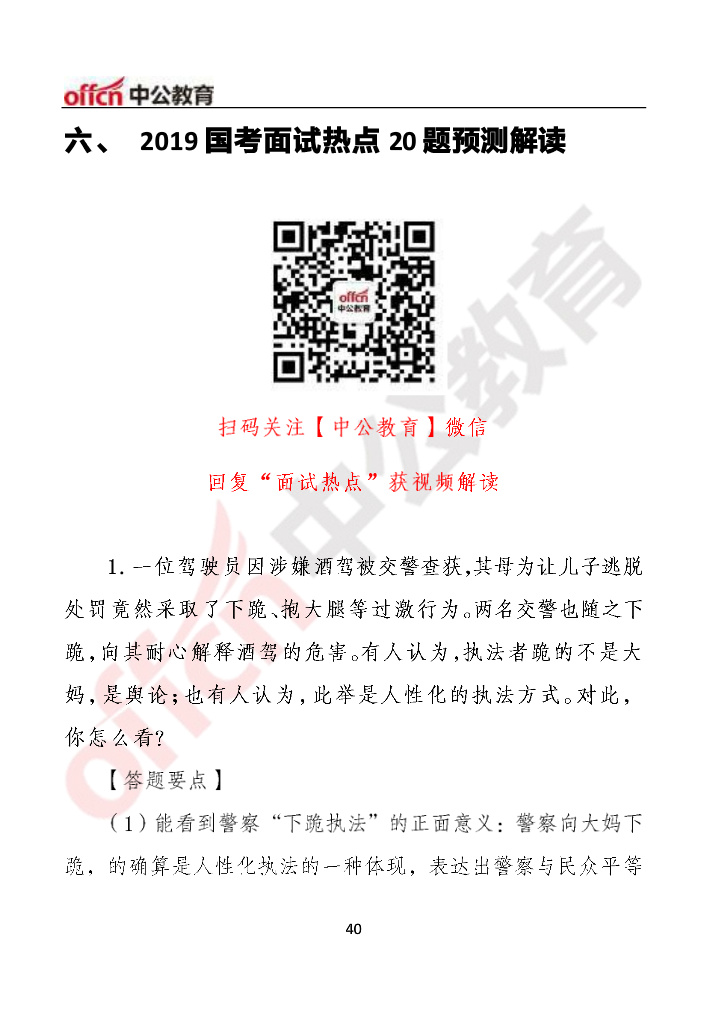 offcn 中公教育
六、 2019 国考面试热点 20 题预测解读
offcn
中公教育
扫码关注【中公教育】微信
回复“面试热点”获视频解读
1. 一位驾驶员因涉嫌酒驾被交警查获,其母为让儿子逃脱
处罚竟然采取了下跪、抱大腿等过激行为。两名交警也随之下
跪,向其耐心解释酒驾的危害。有人认为,执法者跪的不是大
妈,是舆论;也有人认为,此举是人性化的执法方式。对此,
你怎么看?
【答题要点】
（1）能看到警察“下跪执法”的正面意义：警察向大妈下
跪，的确算是人性化执法的一种体现，表达出警察与民众平等
40
offcn 中公教育